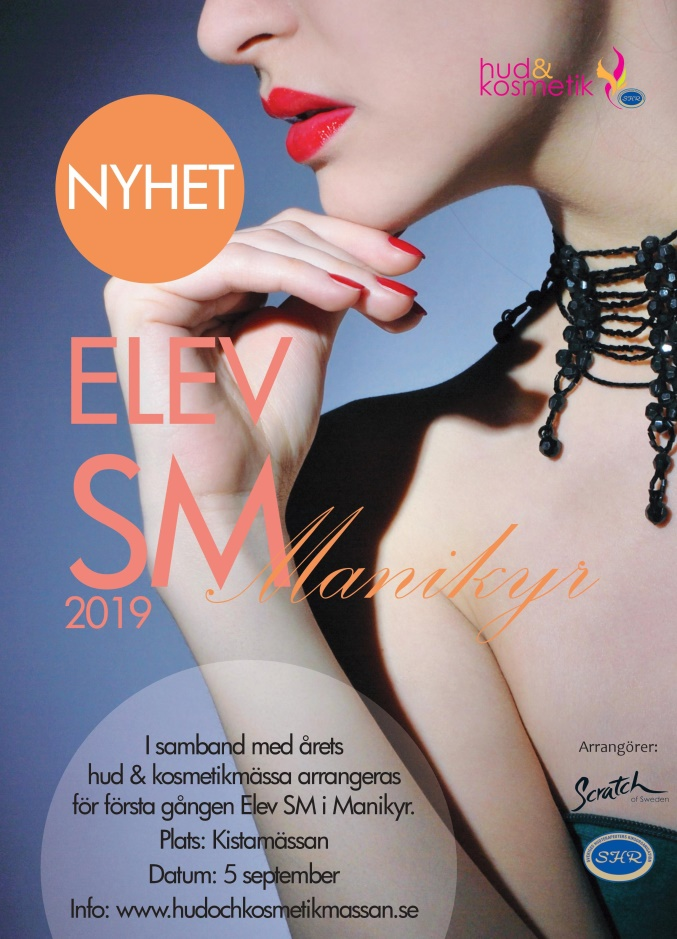 hud&
kosmetik
SHR
NYHET
ELEV
SM
Manikyr
2019
I samband med årets
hud & kosmetikmässa arrangeras
för första gången Elev SM i Manikyr.
Plats: Kistamässan
Datum: 5 september
Info: www.hudochkosmetikmassan.se
Arrangörer:
Scratch
of Sweden
SHR